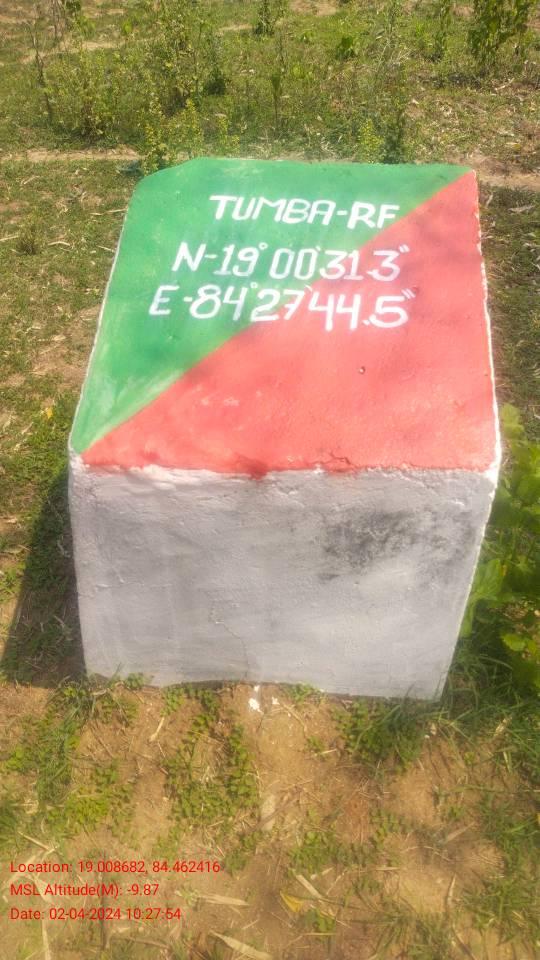 TUMBA-RF
N-19°00'31.3"
E-84°27'44.5"
Location: 19.008682, 84.462416
MSL Altitude(M): -9.87
Date: 02-04-2024 10:27:54